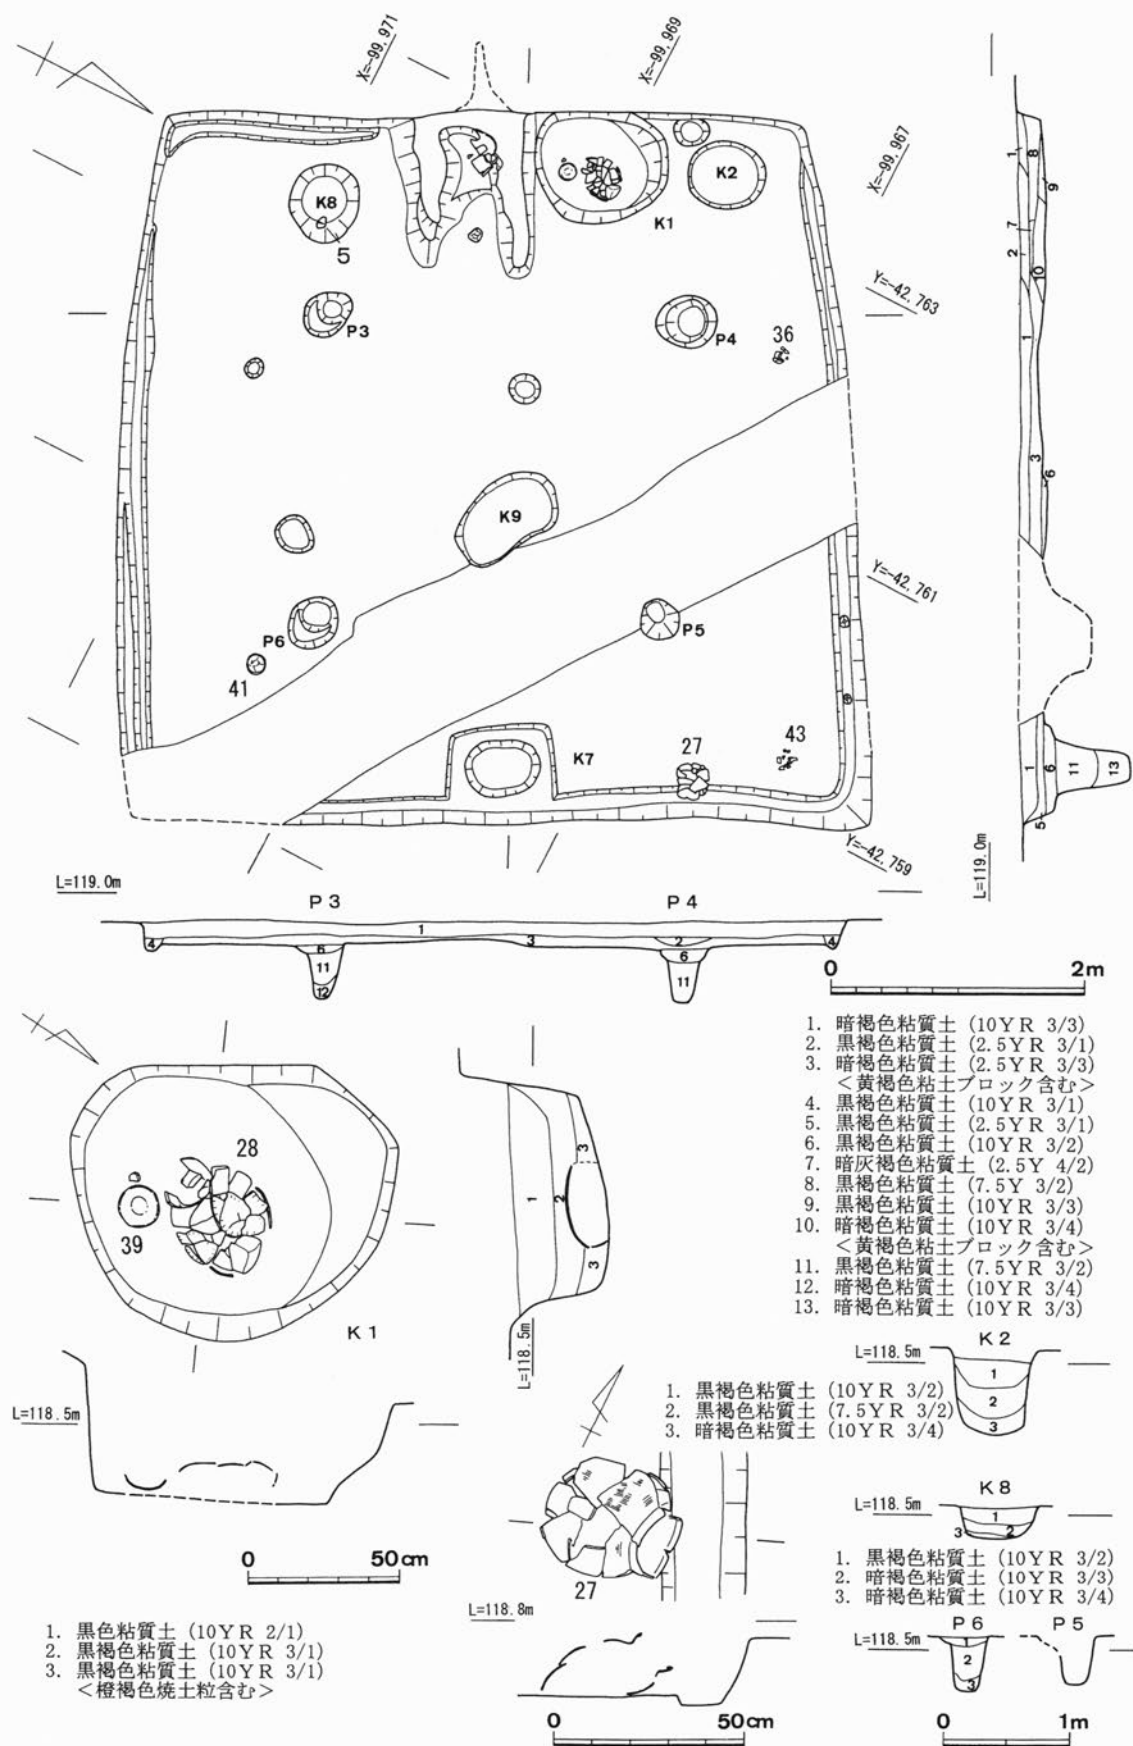 X=-99,971
X=-99,969
X=-99,967
K8
5
K1
K2
P3
P4
36
Y=-42,763
K9
Y=-42,761
P6
P5
41
K7
27
43
Y=-42,759
1
8
9
7
2
10
1
3
6
1
6
11
13
5
L=119.0m
L=119.0m
P3
P4
1
3
2
4
4
6
11
12
6
11
0
2m
1. 暗褐色粘質土 (10YR 3/3)
2. 黒褐色粘質土 (2.5YR 3/1)
3. 暗褐色粘質土 (2.5YR 3/3)
<黄褐色粘土ブロック含む>
4. 黒褐色粘質土 (10YR 3/1)
5. 黒褐色粘質土 (2.5YR 3/1)
6. 黒褐色粘質土 (10YR 3/2)
7. 暗灰褐色粘質土 (2.5Y 4/2)
8. 黒褐色粘質土 (7.5Y 3/2)
9. 黒褐色粘質土 (10YR 3/3)
10. 暗褐色粘質土 (10YR 3/4)
<黄褐色粘土ブロック含む>
11. 黒褐色粘質土 (7.5YR 3/2)
12. 暗褐色粘質土 (10YR 3/4)
13. 暗褐色粘質土 (10YR 3/3)
28
39
K1
1
2
3
3
L=118.5m
L=118.5m
0
50cm
1. 黒色粘質土 (10YR 2/1)
2. 黒褐色粘質土 (10YR 3/1)
3. 黒褐色粘質土 (10YR 3/1)
<橙褐色焼土粒含む>
K2
L=118.5m
1
2
3
1. 黒褐色粘質土 (10YR 3/2)
2. 黒褐色粘質土 (7.5YR 3/2)
3. 暗褐色粘質土 (10YR 3/4)
27
L=118.8m
0
50cm
K8
L=118.5m
1
2
3
1. 黒褐色粘質土 (10YR 3/2)
2. 暗褐色粘質土 (10YR 3/3)
3. 暗褐色粘質土 (10YR 3/4)
P6
P5
L=118.5m
1
2
3
0
1m